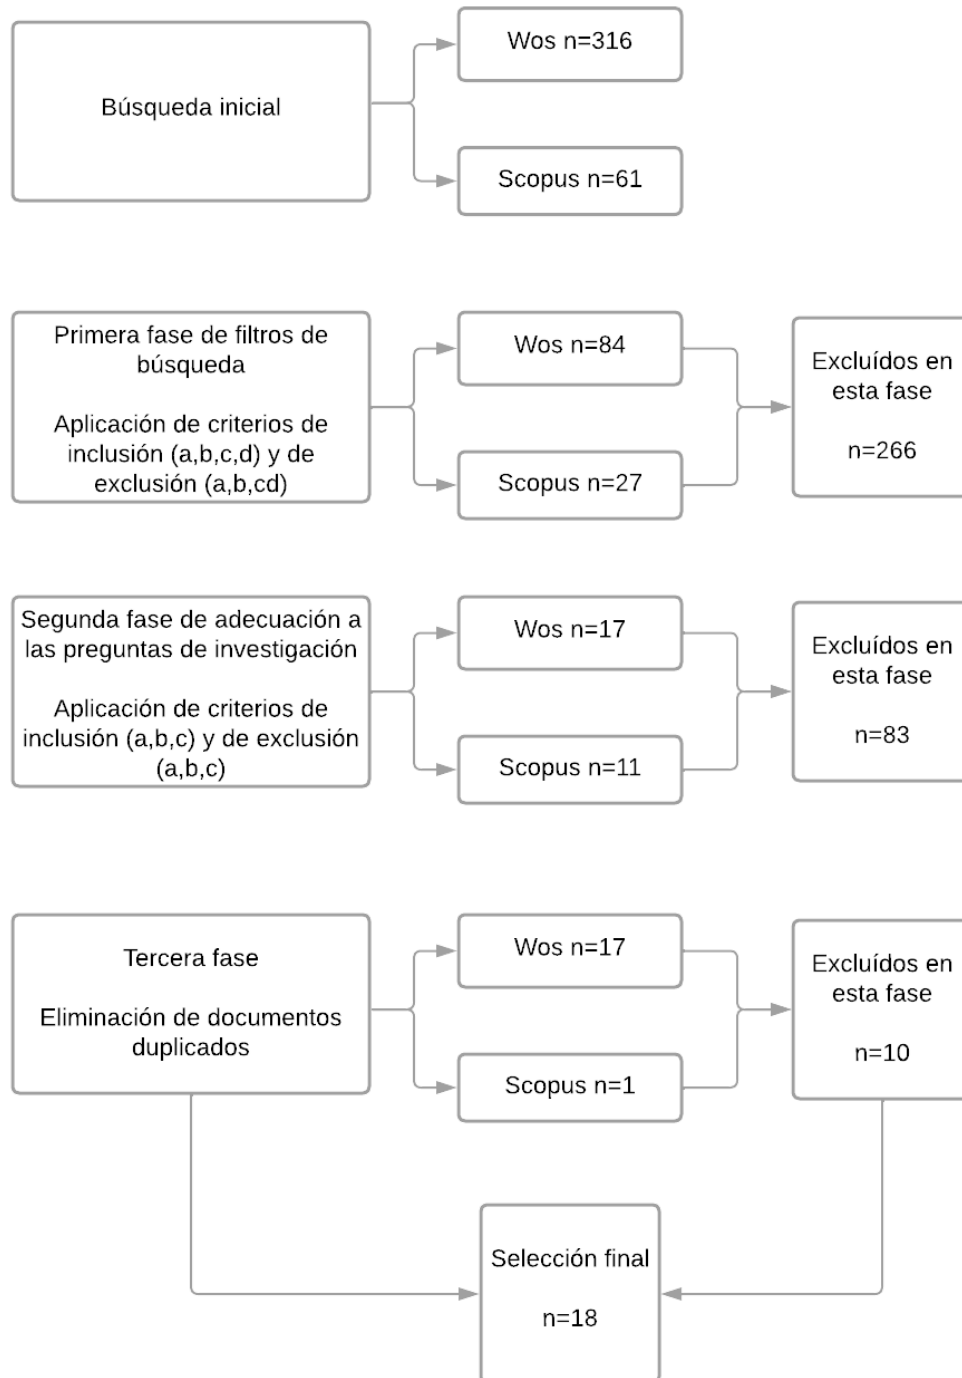 Búsqueda inicial
Wos n=316
Scopus n=61
Primera fase de filtros de
búsqueda
Aplicación de criterios de
inclusión (a,b,c,d) y de
exclusión (a,b,cd)
Wos n=84
Scopus n=27
Excluídos en
esta fase
n=266
Segunda fase de adecuación a
las preguntas de investigación
Aplicación de criterios de
inclusión (a,b,c) y de exclusión
(a,b,c)
Wos n=17
Scopus n=11
Excluídos en
esta fase
n=83
Tercera fase
Eliminación de documentos
duplicados
Wos n=17
Scopus n=1
Excluídos en
esta fase
n=10
Selección final
n=18